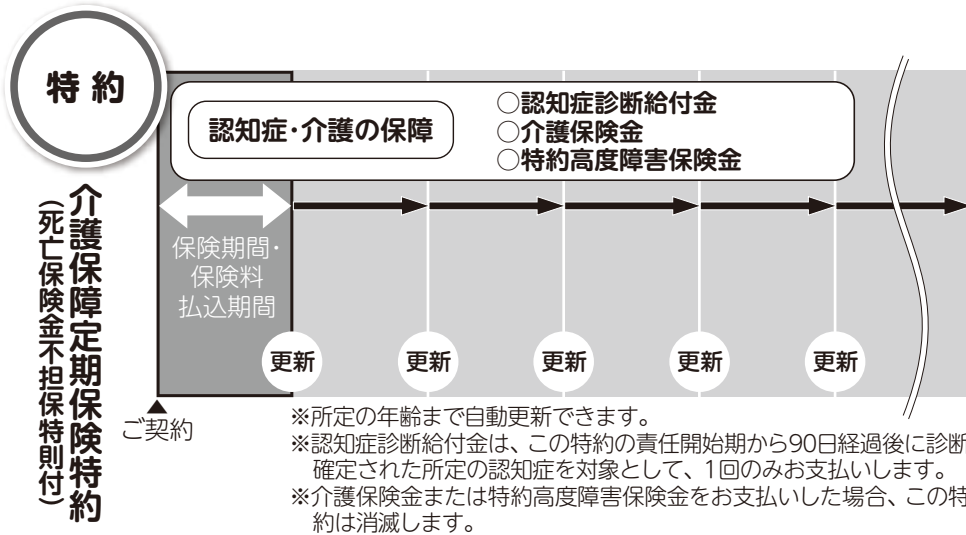 特約
介護保障定期保険特約
(死亡保険金不担保特則付)
認知症・介護の保障
○認知症診断給付金
○介護保険金
○特約高度障害保険金
保険期間・
保険料
払込期間
更新
更新
更新
更新
更新
▲
ご契約
※所定の年齢まで自動更新できます。
※認知症診断給付金は、この特約の責任開始期から90日経過後に診断
確定された所定の認知症を対象として、1回のみお支払いします。
※介護保険金または特約高度障害保険金をお支払いした場合、この特
約は消滅します。